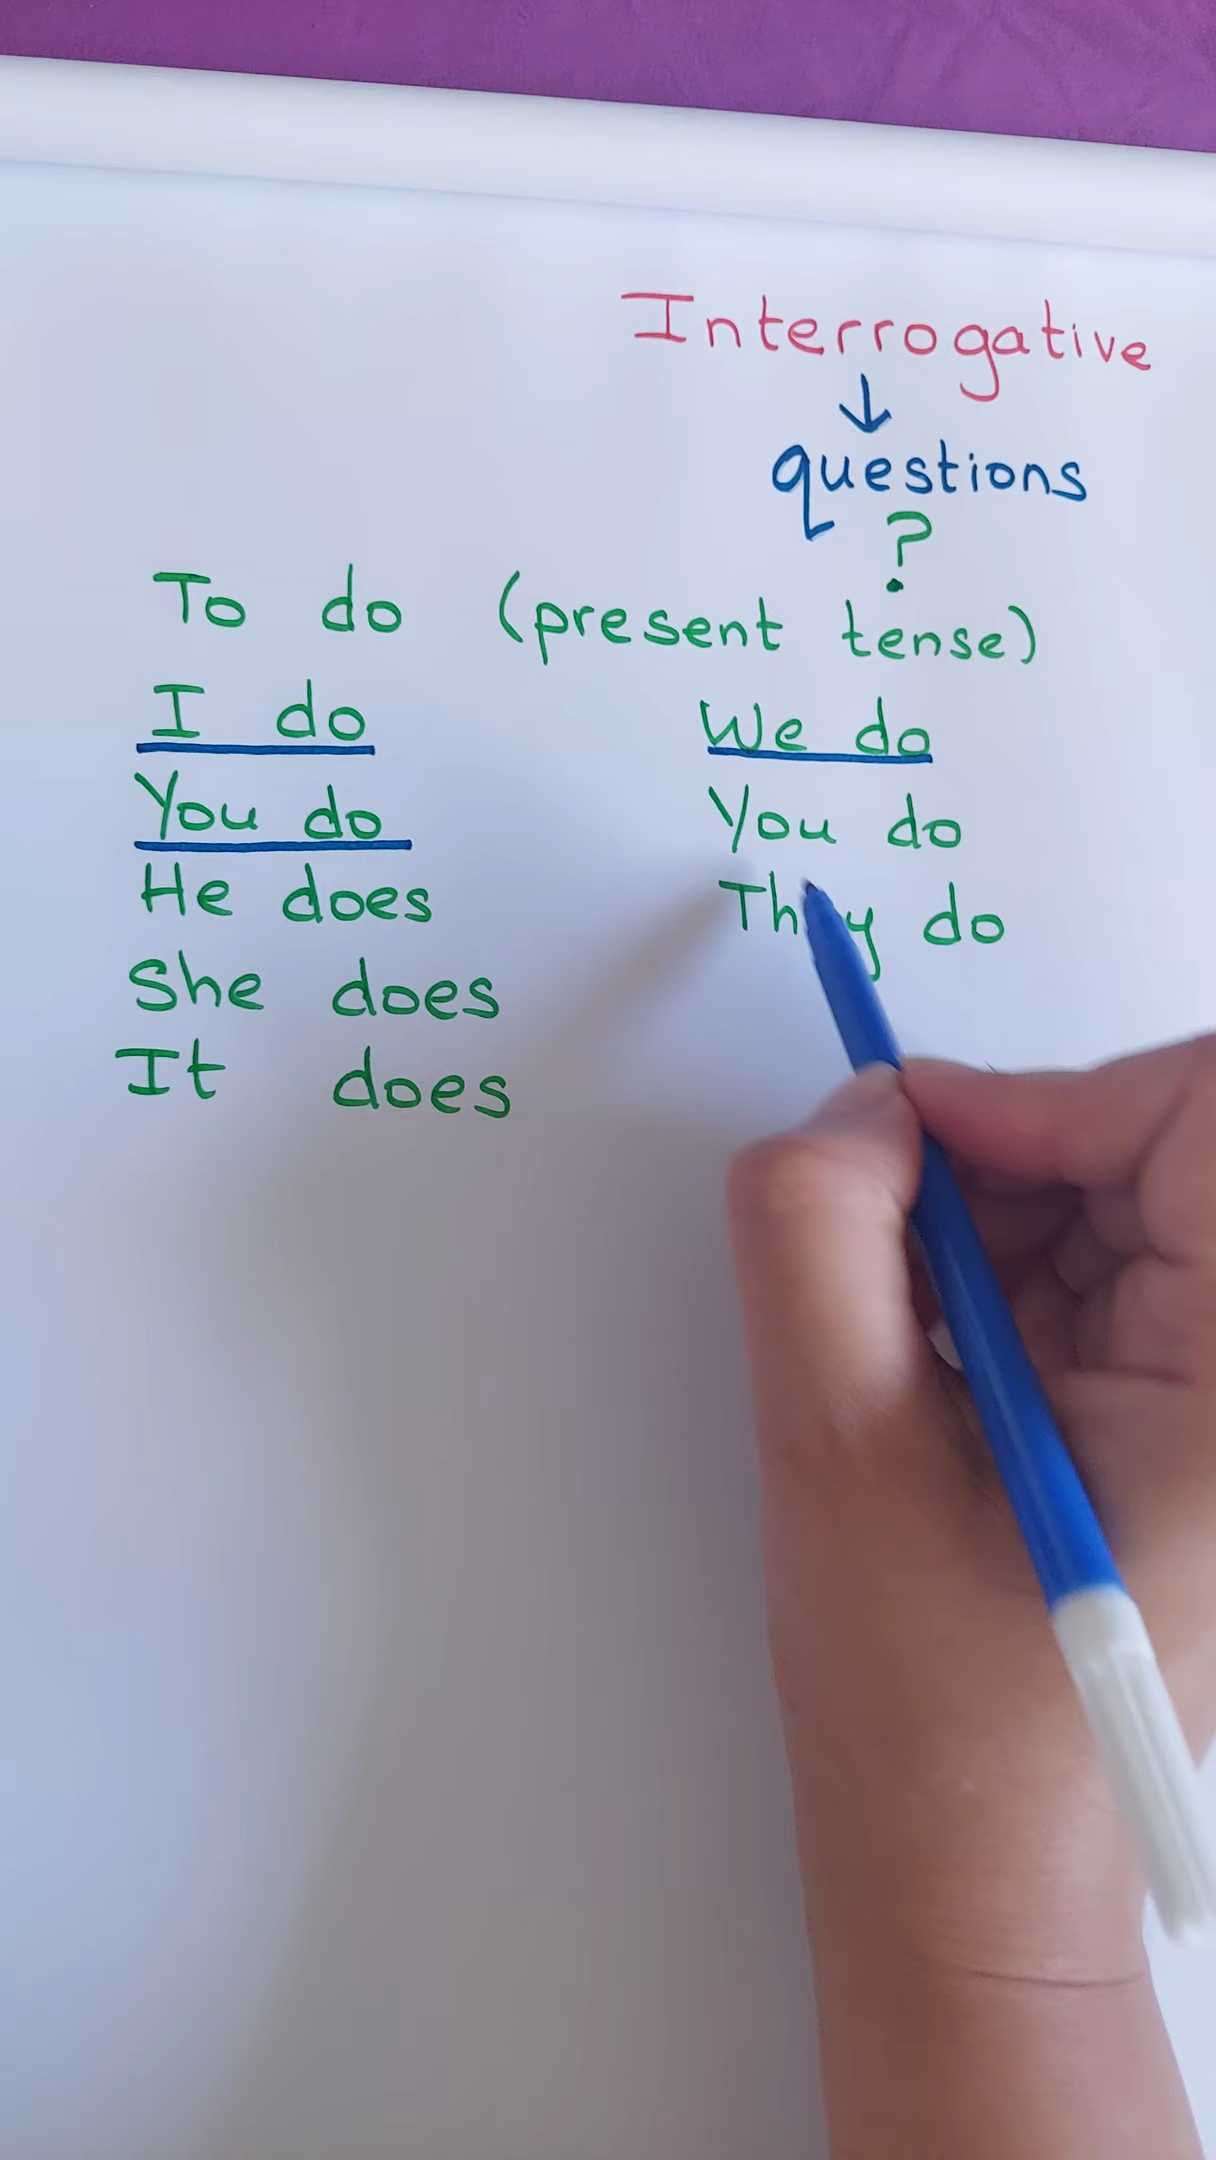 Interrogative
↓
questions
?
To do (present tense)
I do
You do
He does
She does
It does
We do
You do
They do